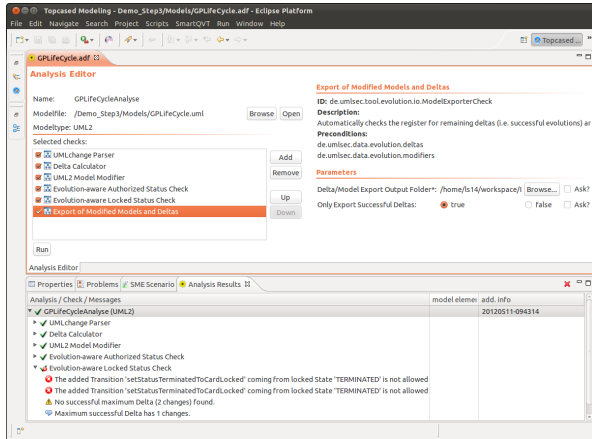 Topcased Modeling - Demo_Step3/Models/GPLifeCycle.adf - Eclipse Platform
File Edit Navigate Search Project Scripts SmartQVT Run Window Help
Topcased ...
GPLifeCycle.adf
Analysis Editor
Name: GPLifeCycleAnalyse
Modelfile: /Demo_Step3/Models/GPLifeCycle.uml Browse Open
Modeltype: UML2
Selected checks:
UMLchange Parser
Delta Calculator
UML2 Model Modifier
Evolution-aware Authorized Status Check
Evolution-aware Locked Status Check
Export of Modified Models and Deltas
Add
Remove
Up
Down
Run
Export of Modified Models and Deltas
ID: de.umlsec.tool.evolution.io.ModelExporterCheck
Description:
Automatically checks the register for remaining deltas (i.e. successful evolutions) ar
Preconditions:
de.umlsec.data.evolution.deltas
de.umlsec.data.evolution.modifiers
Parameters
Delta/Model Export Output Folder*: /home/ls14/workspace/I Browse... Ask?
Only Export Successful Deltas: true false Ask?
Analysis Editor
Properties Problems SME Scenario Analysis Results
Analysis / Check / Messages model elemer add. info
GPLifeCycleAnalyse (UML2) 20120511-094314
UMLchange Parser
Delta Calculator
UML2 Model Modifier
Evolution-aware Authorized Status Check
Evolution-aware Locked Status Check
The added Transition 'setStatusTerminatedToCardLocked' coming from locked State 'TERMINATED' is not allowed
The added Transition 'setStatusTerminatedToCardLocked' coming from locked State 'TERMINATED' is not allowed
No successful maximum Delta (2 changes) found.
Maximum successful Delta has 1 changes.